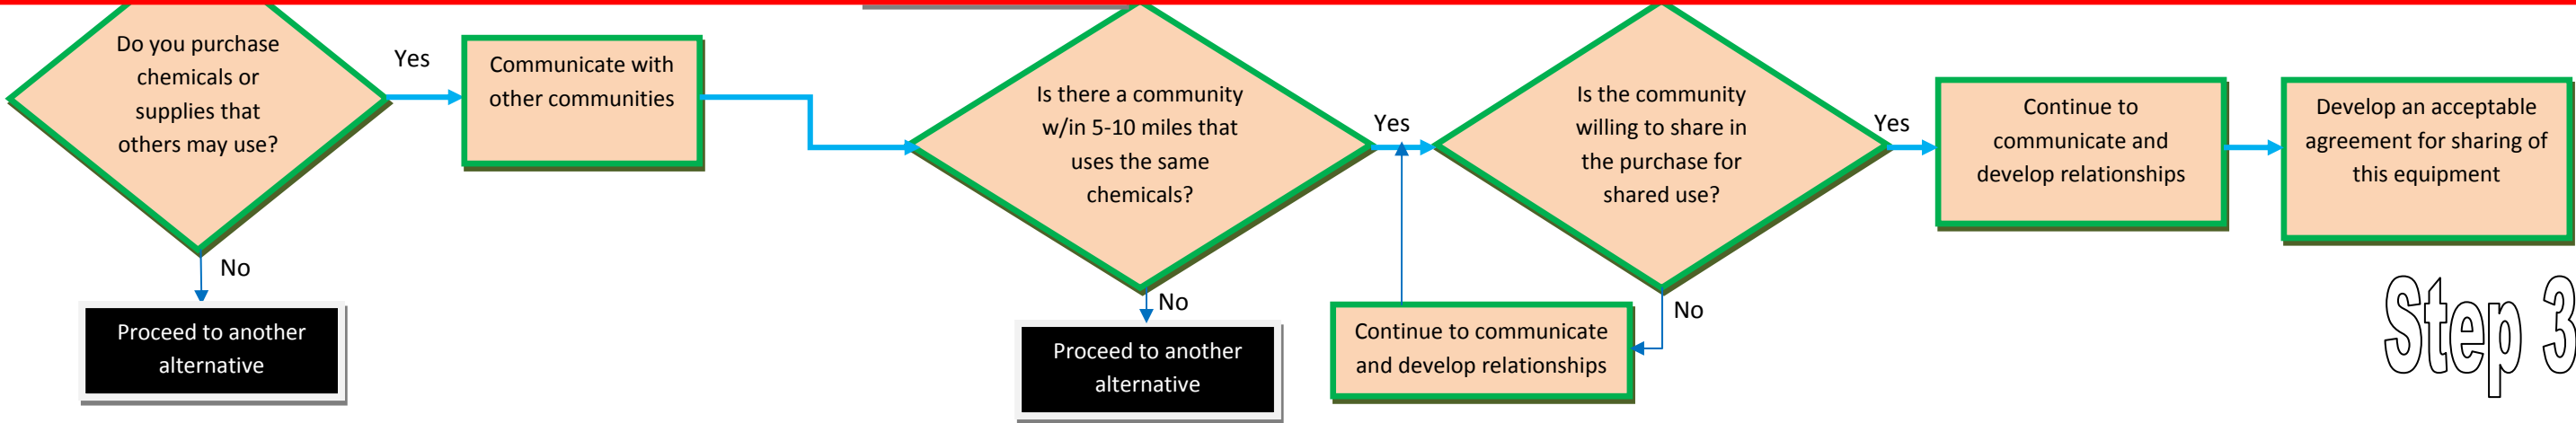 Do you purchase
chemicals or
supplies that
others may use?
Yes
Communicate with
other communities
Is there a community
w/in 5-10 miles that
uses the same
chemicals?
Yes
Is the community
willing to share in
the purchase for
shared use?
Yes
Continue to
communicate and
develop relationships
Develop an acceptable
agreement for sharing of
this equipment
No
Proceed to another
alternative
No
Proceed to another
alternative
No
Continue to communicate
and develop relationships
Step 3